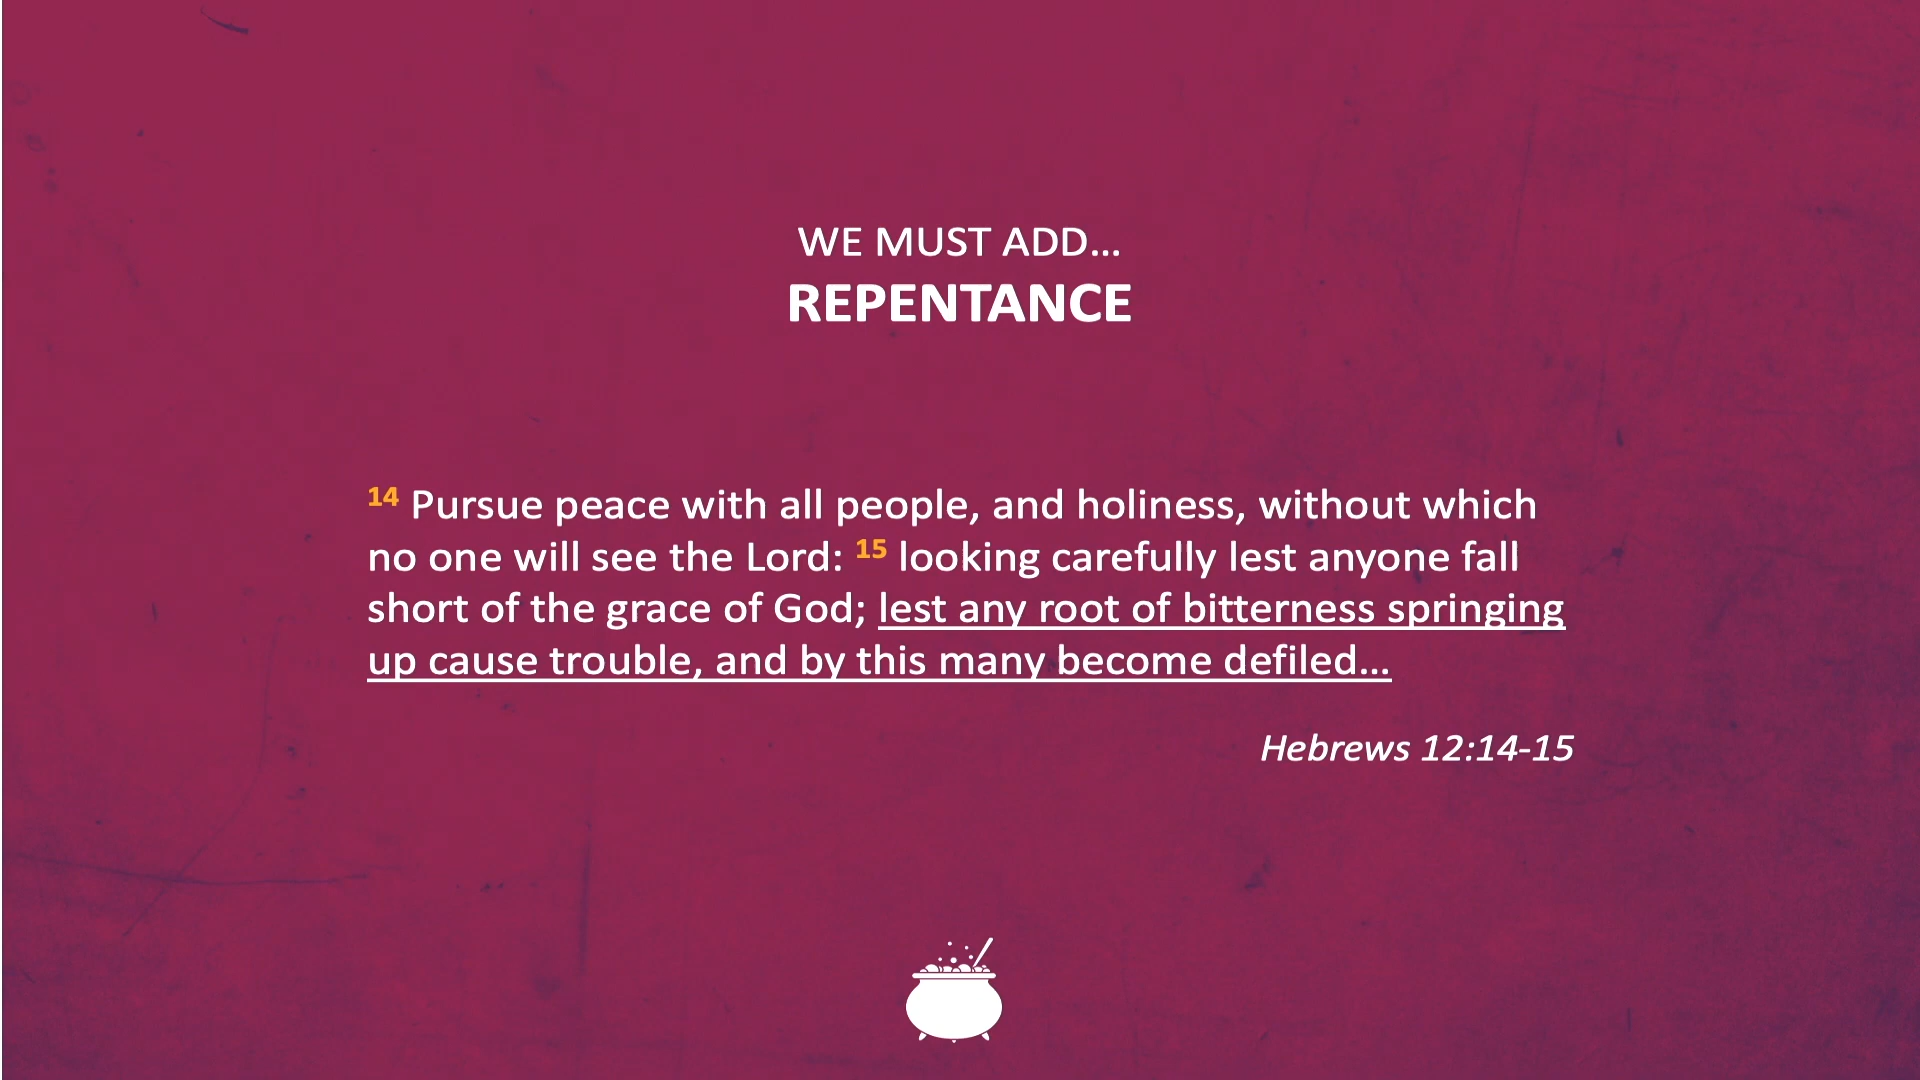 WE MUST ADD...
REPENTANCE
14 Pursue peace with all people, and holiness, without which
no one will see the Lord: 15 looking carefully lest anyone fall
short of the grace of God; lest any root of bitterness springing
up cause trouble, and by this many become defiled...
Hebrews 12:14-15